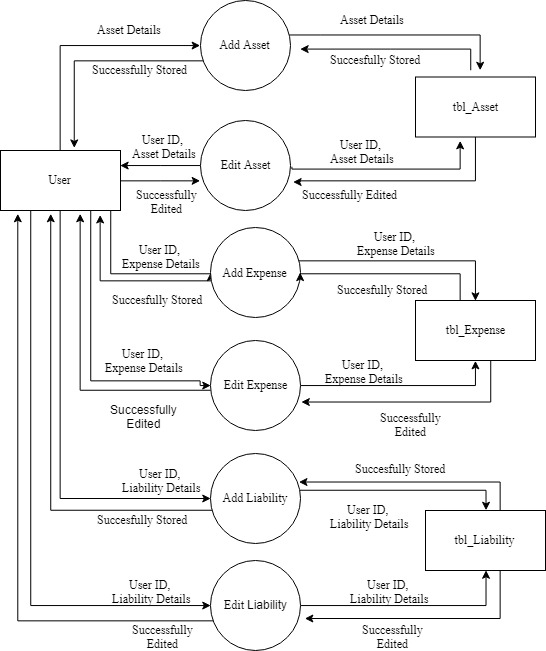 Asset Details
Asset Details
Add Asset
Successfully Stored
Succesfully Stored
tbl_Asset
User ID,
Asset Details
User ID,
Asset Details
Edit Asset
User
Successfully
Edited
Succesfully Edited
User ID,
Expense Details
User ID,
Expense Details
Add Expense
Succesfully Stored
Succesfully Stored
tbl_Expense
User ID,
Expense Details
User ID,
Expense Details
Edit Expense
Successfully
Edited
Successfully
Edited
Succesfully Stored
User ID,
Liability Details
Add Liability
User ID,
Liability Details
Succesfully Stored
tbl_Liability
User ID,
Liability Details
User ID,
Liability Details
Edit Liability
Successfully
Edited
Successfully
Edited